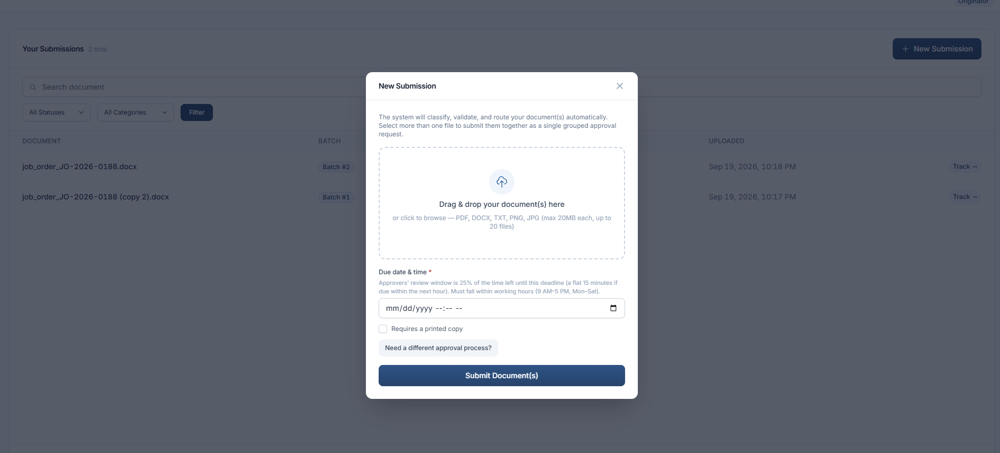 Originator
Your Submissions 2 total
+ New Submission
Search document
All Statuses All Categories Filter
DOCUMENT BATCH UPLOADED
job_order_JO-2026-0188.docx Batch #2 Sep 19, 2026, 10:18 PM Track →
job_order_JO-2026-0188 (copy 2).docx Batch #1 Sep 19, 2026, 10:17 PM Track →
New Submission
The system will classify, validate, and route your document(s) automatically.
Select more than one file to submit them together as a single grouped approval
request.
Drag & drop your document(s) here
or click to browse — PDF, DOCX, TXT, PNG, JPG (max 20MB each, up to
20 files)
Due date & time *
Approvers' review window is 25% of the time left until this deadline (a flat 15 minutes if
due within the next hour). Must fall within working hours (9 AM–5 PM, Mon–Sat).
mm/dd/yyyy --:-- --
Requires a printed copy
Need a different approval process?
Submit Document(s)